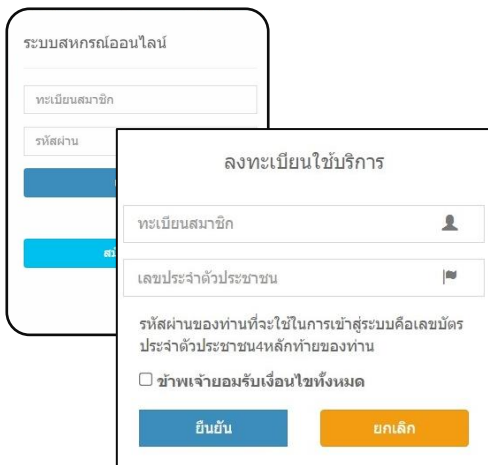 ระบบสหกรณ์ออนไลน์
ทะเบียนสมาชิก
รหัสผ่าน
ลงทะเบียนใช้บริการ
ทะเบียนสมาชิก
เลขประจำตัวประชาชน
รหัสผ่านของท่านที่จะใช้ในการเข้าสู่ระบบคือเลขบัตร
ประจำตัวประชาชน4หลักท้ายของท่าน
ข้าพเจ้ายอมรับเงื่อนไขทั้งหมด
ยืนยัน
ยกเลิก